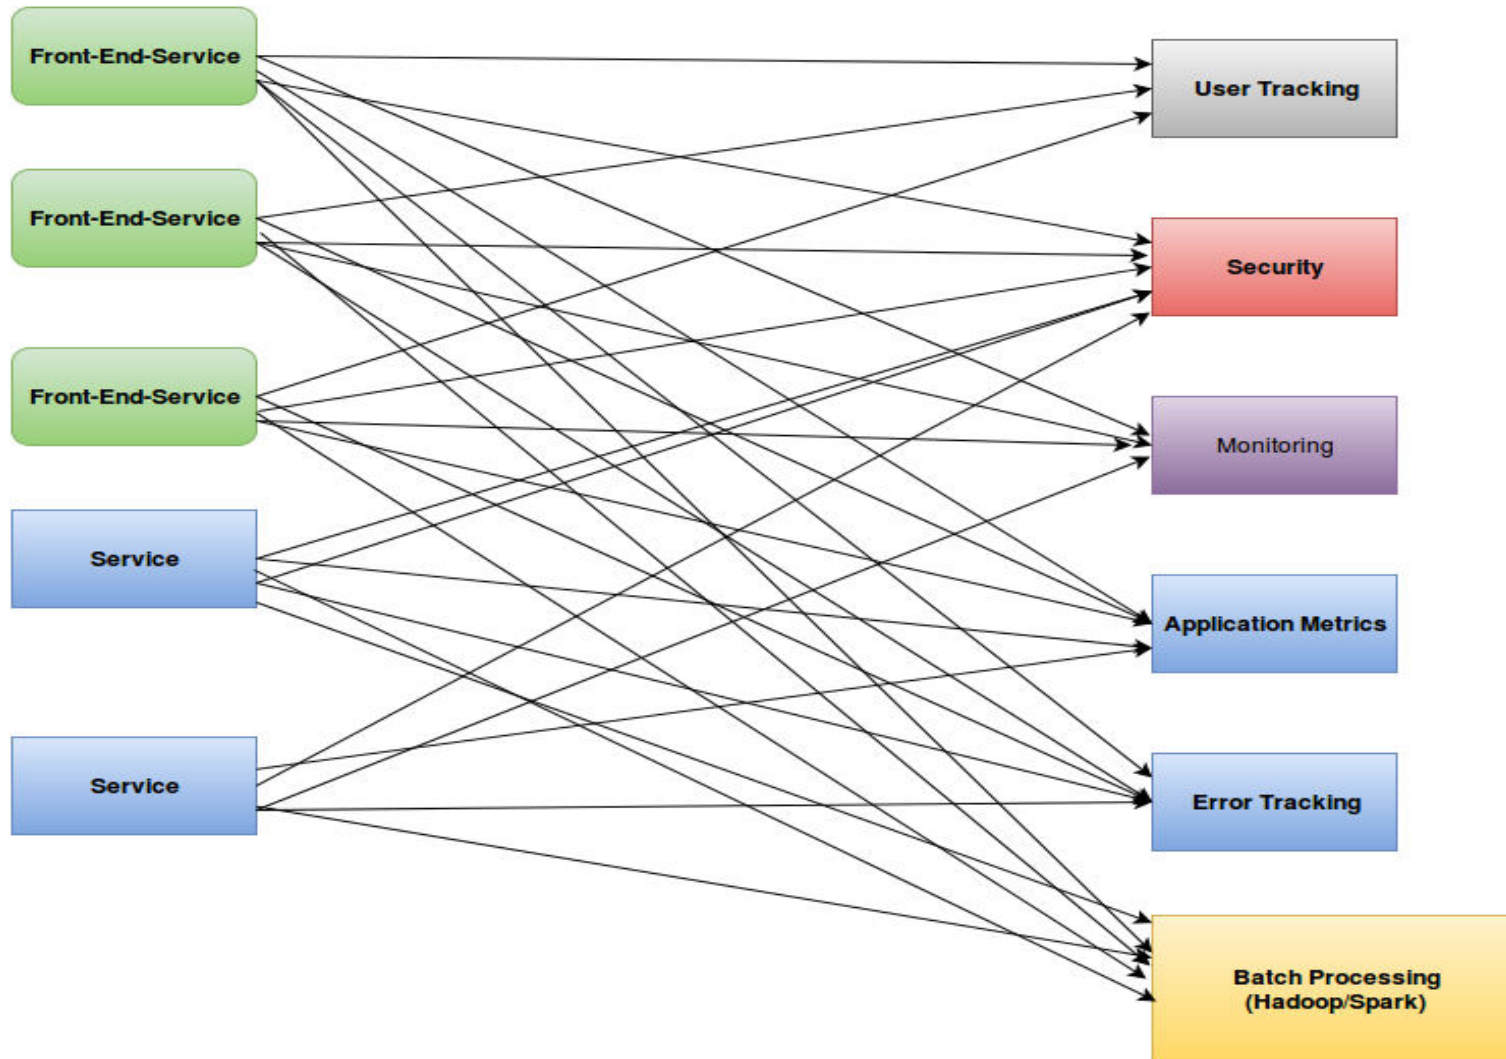 Front-End-Service
Front-End-Service
Front-End-Service
Service
Service
User Tracking
Security
Monitoring
Application Metrics
Error Tracking
Batch Processing
(Hadoop/Spark)